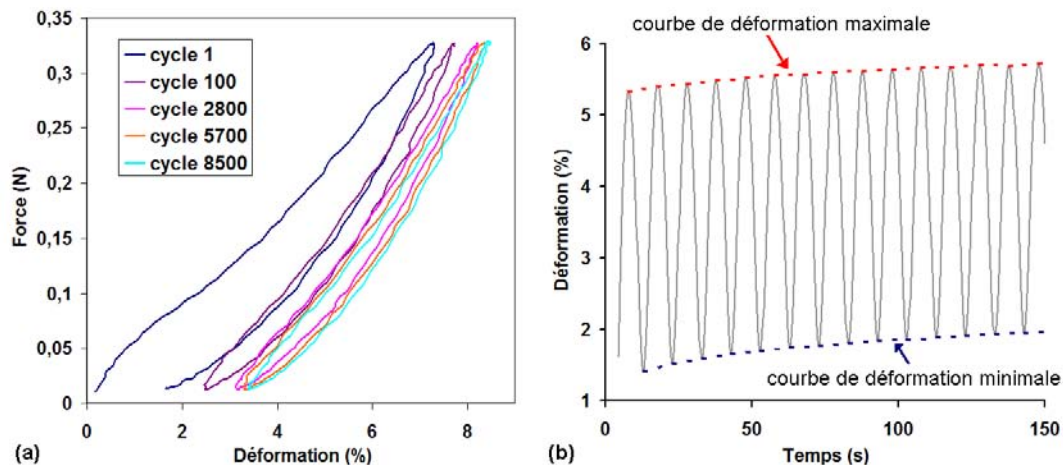 0,35
0,3
0,25
0,2
0,15
0,1
0,05
0
Force (N)
cycle 1
cycle 100
cycle 2800
cycle 5700
cycle 8500
0 2 4 6 8
(a) Déformation (%)
courbe de déformation maximale
6
5
4
3
2
1
Déformation (%)
courbe de déformation minimale
0 50 100 150
(b) Temps (s)